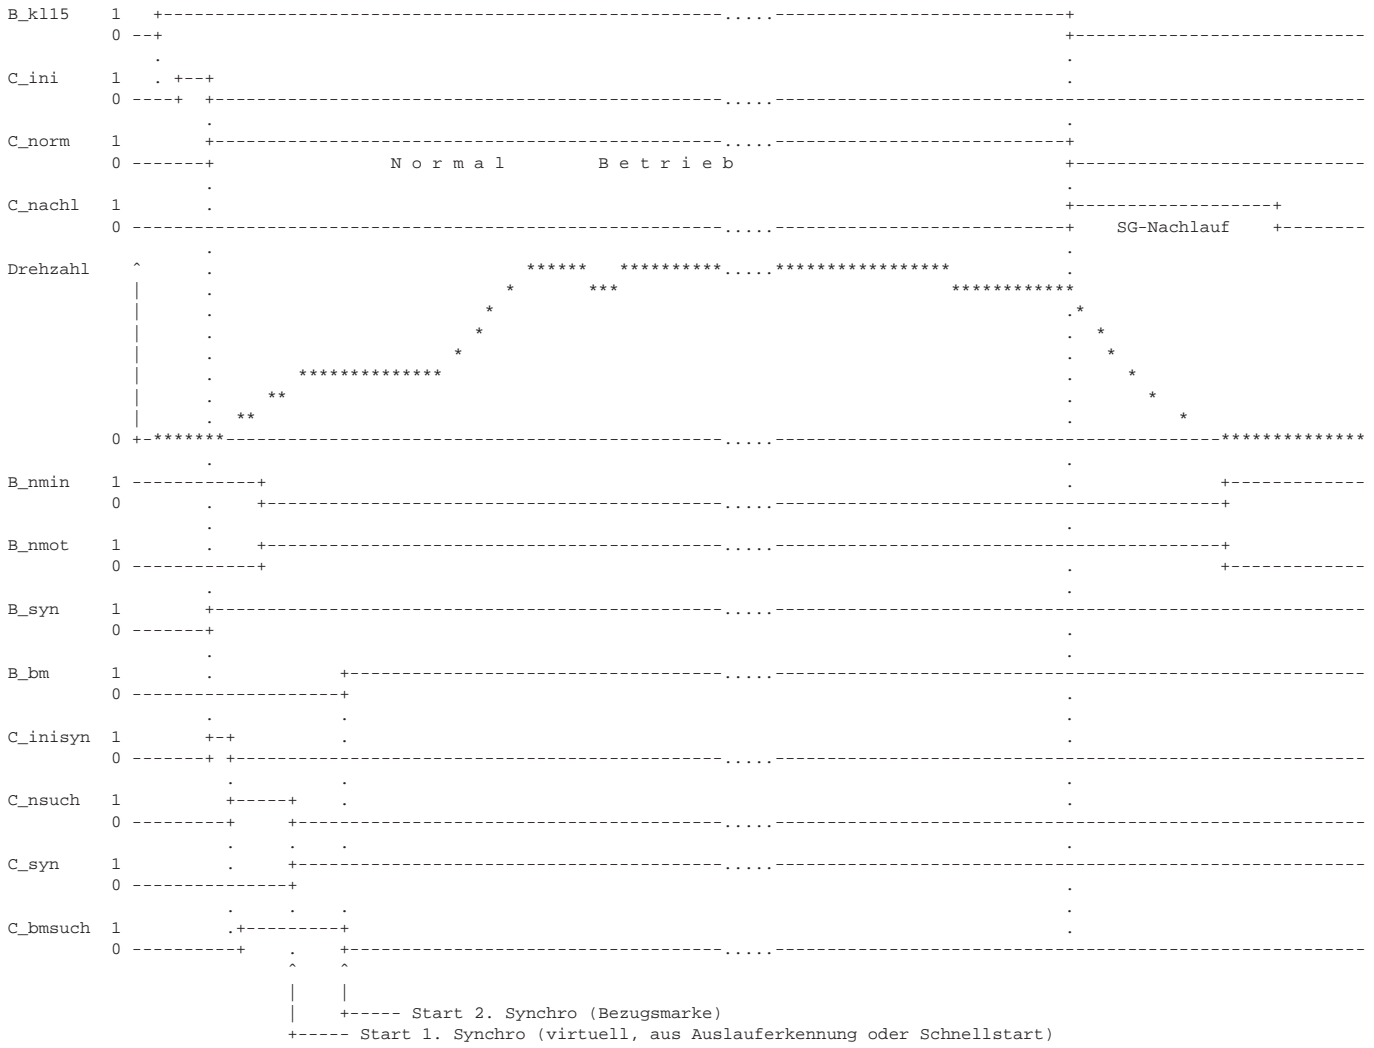 B_kl15 1 +------------------------------------------------------.....----------------------------+
0 --+ +----------------------------
. .
C_ini 1 . +--+ .
0 ----+ +-------------------------------------------------.....---------------------------------------------------------
. .
C_norm 1 +-------------------------------------------------.....----------------------------+
0 -------+ N o r m a l B e t r i e b +----------------------------
. .
C_nachl 1 . +-------------------+
0 ---------------------------------------------------------.....----------------------------+ SG-Nachlauf +--------
. .
Drehzahl ^ . ****** **********.....***************** .
| . * *** ************
| . * .*
| . * . *
| . * . *
| . ************** . *
| . ** . *
| . ** . *
0 +-*******------------------------------------------------.....-------------------------------------------**************
. .
B_nmin 1 ------------+ . +-------------
0 . +--------------------------------------------.....-------------------------------------------+
. .
B_nmot 1 . +--------------------------------------------.....-------------------------------------------+
0 ------------+ . +-------------
. .
B_syn 1 +-------------------------------------------------.....---------------------------------------------------------
0 -------+ .
. .
B_bm 1 . +------------------------------------.....---------------------------------------------------------
0 --------------------+ .
. . .
C_inisyn 1 +-+ . .
0 -------+ +-----------------------------------------------.....---------------------------------------------------------
. . .
C_nsuch 1 +-----+ . .
0 ---------+ +-----------------------------------------.....---------------------------------------------------------
. . . .
C_syn 1 . +-----------------------------------------.....---------------------------------------------------------
0 ---------------+ .
. . . .
C_bmsuch 1 .+---------+ .
0 ----------+ . +------------------------------------.....---------------------------------------------------------
^ ^
| |
| +----- Start 2. Synchro (Bezugsmarke)
+----- Start 1. Synchro (virtuell, aus Auslauferkennung oder Schnellstart)